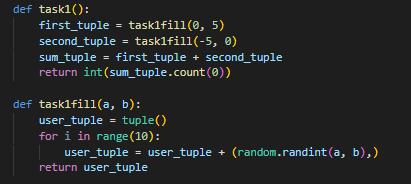 def task1():
    first_tuple = task1fill(0, 5)
    second_tuple = task1fill(-5, 0)
    sum_tuple = first_tuple + second_tuple
    return int(sum_tuple.count(0))

def task1fill(a, b):
    user_tuple = tuple()
    for i in range(10):
        user_tuple = user_tuple + (random.randint(a, b),)
    return user_tuple